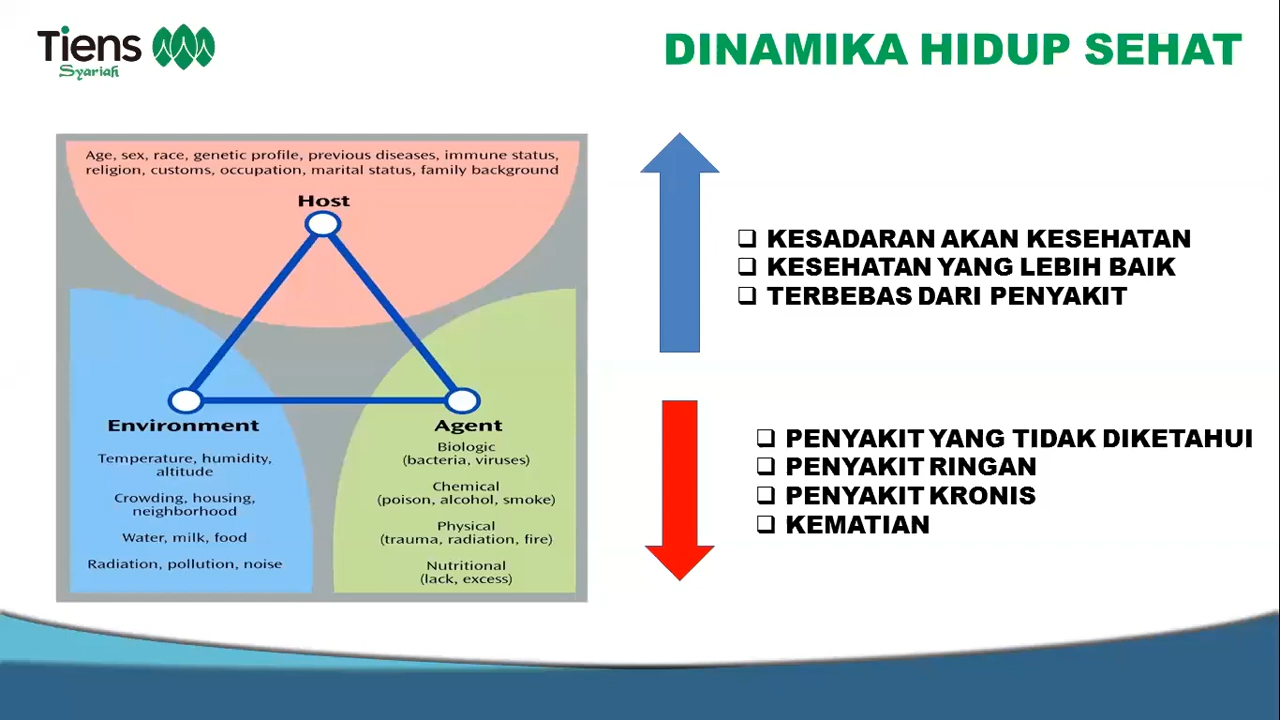 Tiens
Syariah
DINAMIKA HIDUP SEHAT
Age, sex, race, genetic profile, previous diseases, immune status,
religion, customs, occupation, marital status, family background
Host
Environment
Temperature, humidity,
altitude
Crowding, housing,
neighborhood
Water, milk, food
Radiation, pollution, noise
Agent
Biologic
(bacteria, viruses)
Chemical
(poison, alcohol, smoke)
Physical
(trauma, radiation, fire)
Nutritional
(lack, excess)
❑ KESADARAN AKAN KESEHATAN
❑ KESEHATAN YANG LEBIH BAIK
❑ TERBEBAS DARI PENYAKIT
❑ PENYAKIT YANG TIDAK DIKETAHUI
❑ PENYAKIT RINGAN
❑ PENYAKIT KRONIS
❑ KEMATIAN